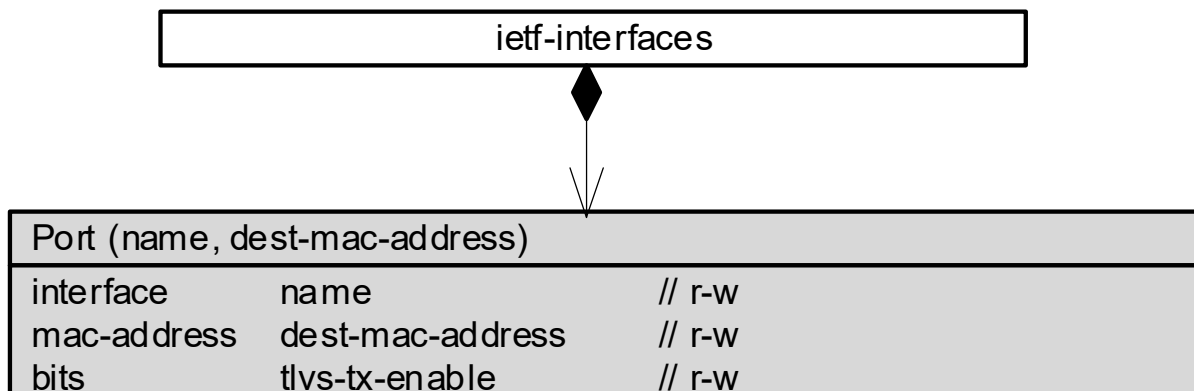 ietf-interfaces
Port (name, dest-mac-address)
interface name // r-w
mac-address dest-mac-address // r-w
bits tlvs-tx-enable // r-w